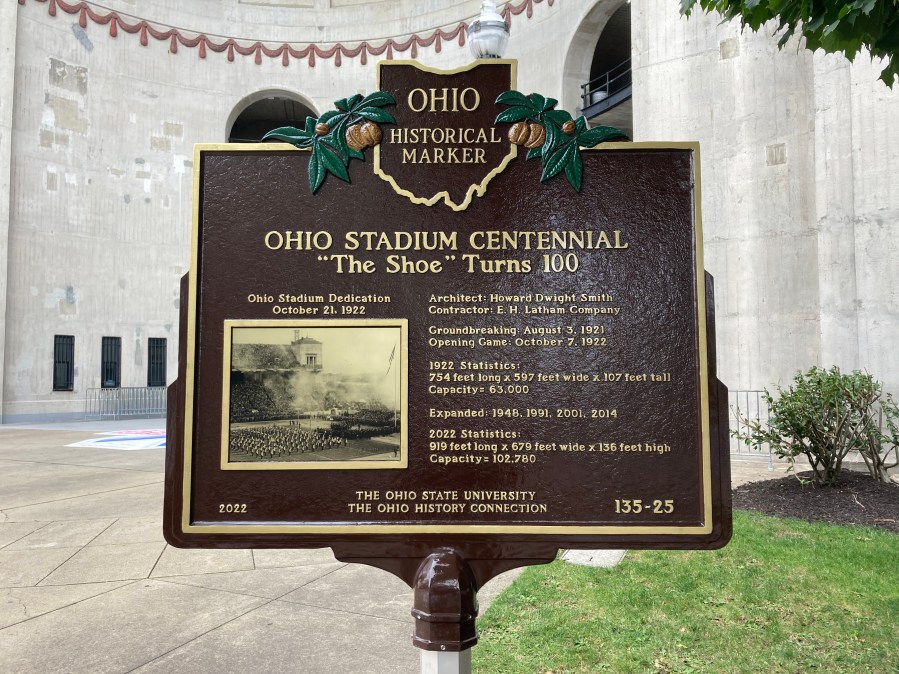 OHIO
HISTORICAL
MARKER
OHIO STADIUM CENTENNIAL
"The Shoe" Turns 100
Ohio Stadium Dedication
October 21, 1922
Architect: Howard Dwight Smith
Contractor: E. H. Latham Company
Groundbreaking: August 3, 1921
Opening Game: October 7, 1922
1922 Statistics:
754 feet long x 597 feet wide x 107 feet tall
Capacity= 63,000
Expanded: 1948, 1991, 2001, 2014
2022 Statistics:
919 feet long x 679 feet wide x 136 feet high
Capacity= 102,780
2022
THE OHIO STATE UNIVERSITY
THE OHIO HISTORY CONNECTION
135-25